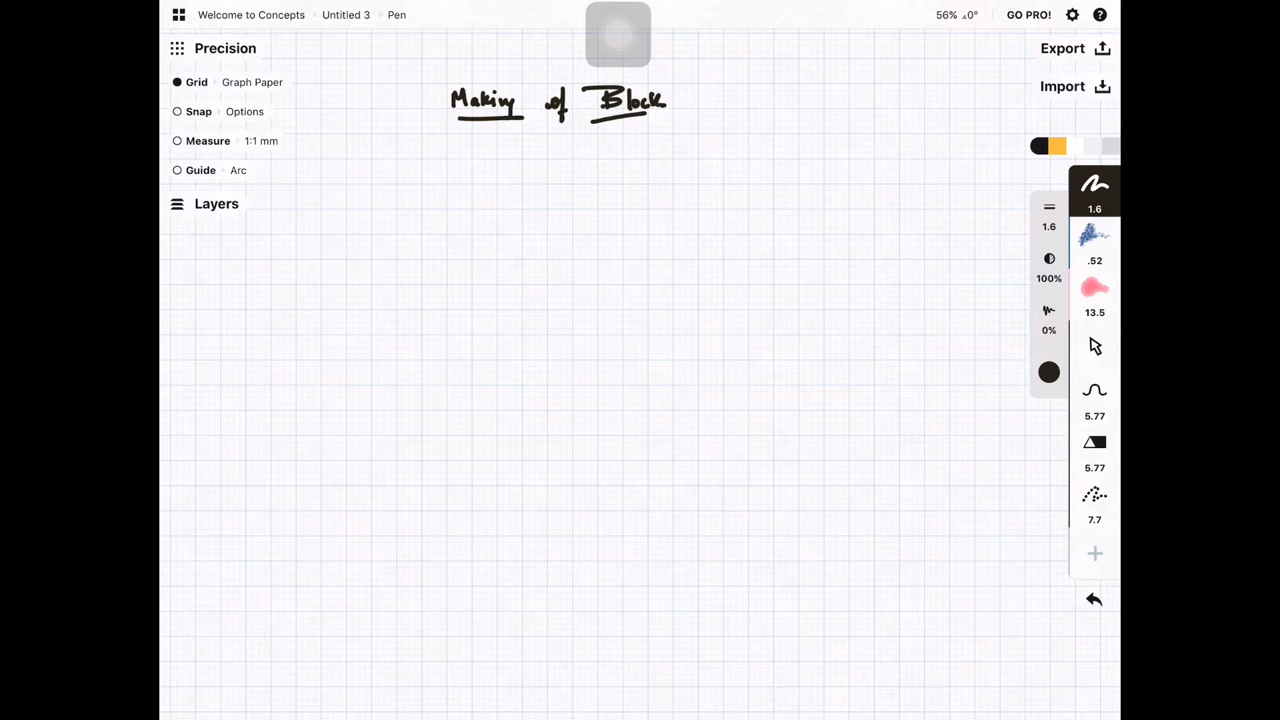 Welcome to Concepts › Untitled 3 › Pen
56% ⊿0° GO PRO!
Precision
Export
Grid › Graph Paper
Import
Snap › Options
Measure › 1:1 mm
Guide › Arc
Layers
Making of Block
1.6
1.6
.52
100%
13.5
0%
5.77
5.77
7.7